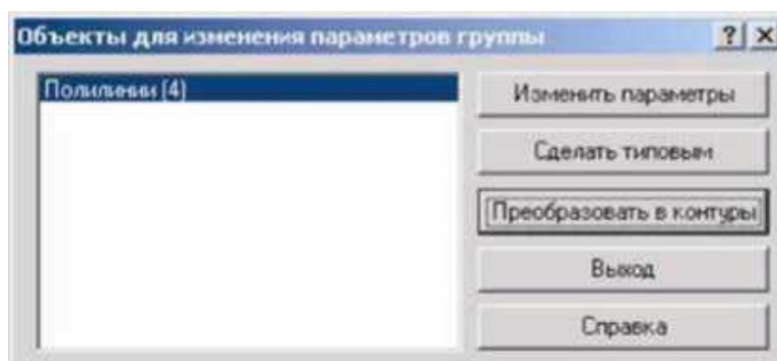 Объекты для изменения параметров группы
Полилинии (4)
Изменить параметры
Сделать типовым
Преобразовать в контуры
Выход
Справка